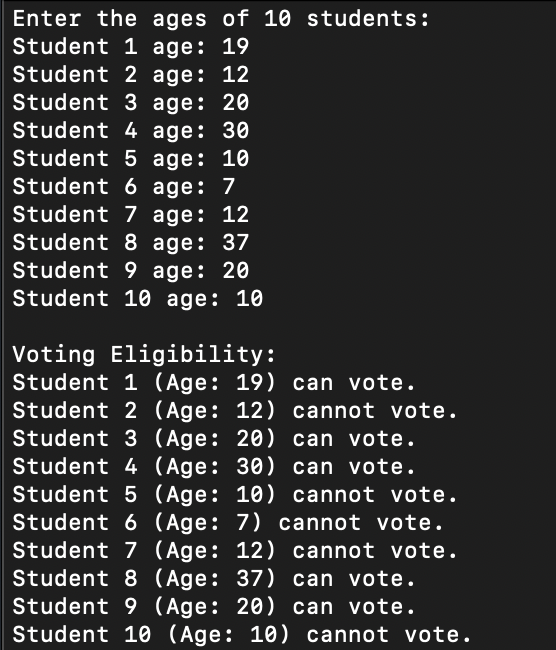 Enter the ages of 10 students:
Student 1 age: 19
Student 2 age: 12
Student 3 age: 20
Student 4 age: 30
Student 5 age: 10
Student 6 age: 7
Student 7 age: 12
Student 8 age: 37
Student 9 age: 20
Student 10 age: 10

Voting Eligibility:
Student 1 (Age: 19) can vote.
Student 2 (Age: 12) cannot vote.
Student 3 (Age: 20) can vote.
Student 4 (Age: 30) can vote.
Student 5 (Age: 10) cannot vote.
Student 6 (Age: 7) cannot vote.
Student 7 (Age: 12) cannot vote.
Student 8 (Age: 37) can vote.
Student 9 (Age: 20) can vote.
Student 10 (Age: 10) cannot vote.